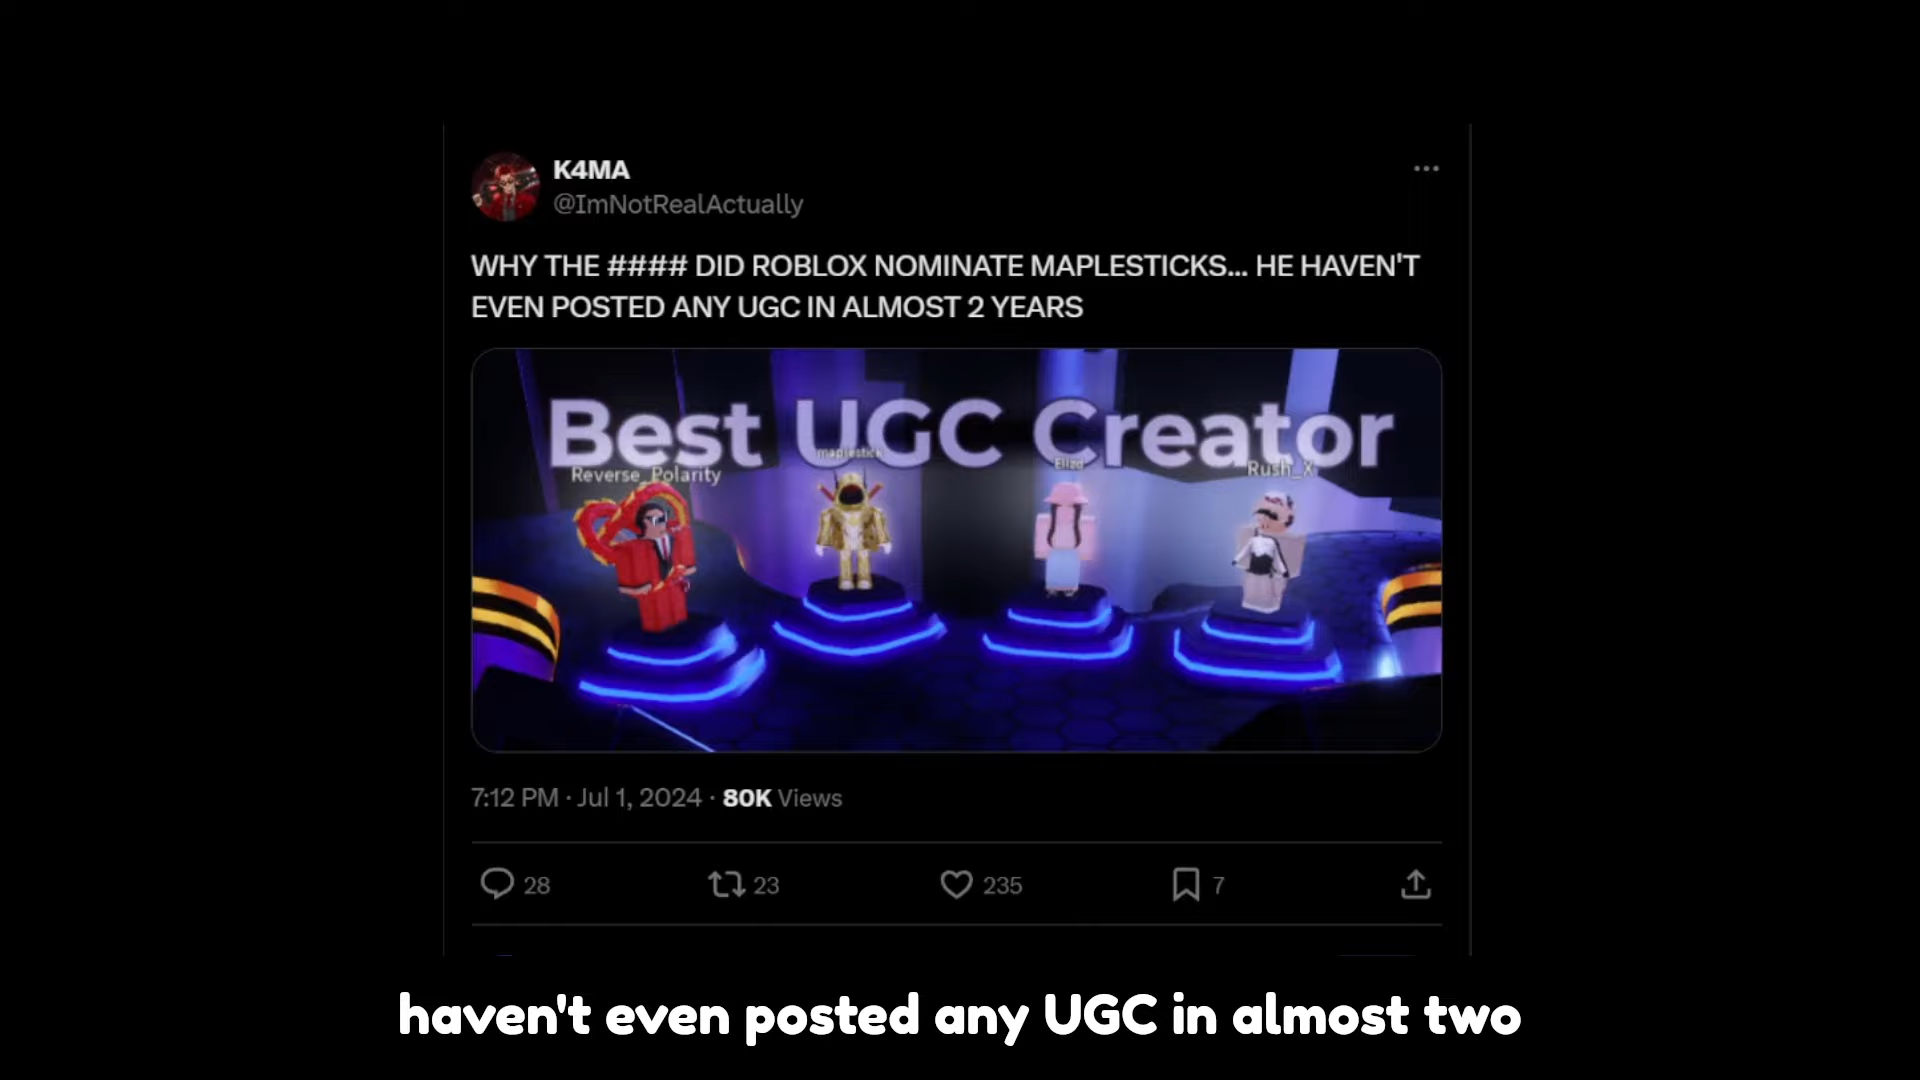 K4MA
@ImNotRealActually
WHY THE #### DID ROBLOX NOMINATE MAPLESTICKS... HE HAVEN'T
EVEN POSTED ANY UGC IN ALMOST 2 YEARS
Best UGC Creator
Reverse_Polarity
maplestick
Elizd
Rush_X
7:12 PM · Jul 1, 2024 · 80K Views
28
23
235
7
haven't even posted any UGC in almost two